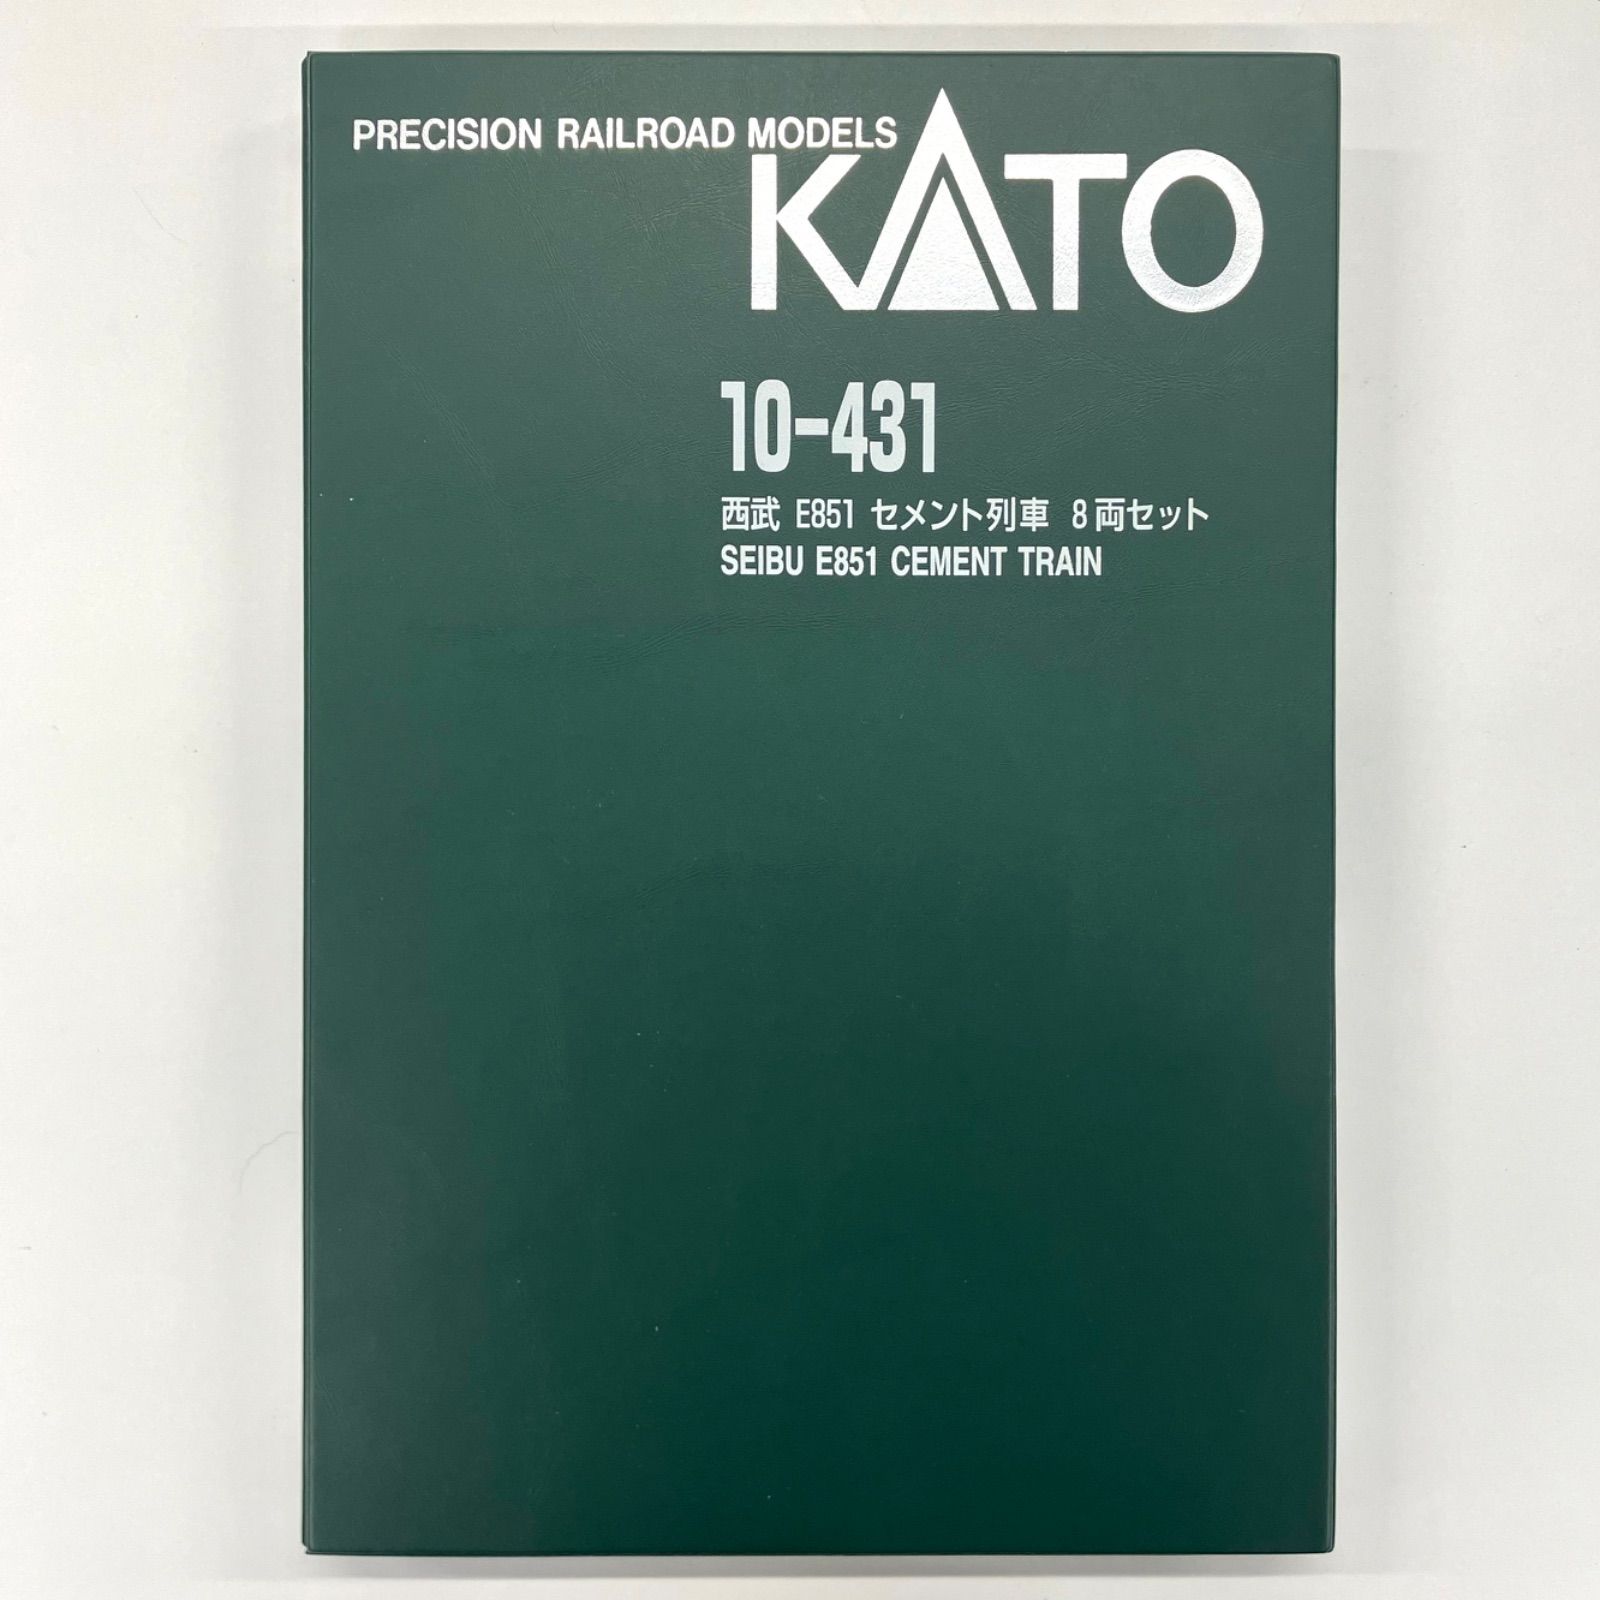 PRECISION RAILROAD MODELS
KATO
10-431
西武 E851 セメント列車 8両セット
SEIBU E851 CEMENT TRAIN